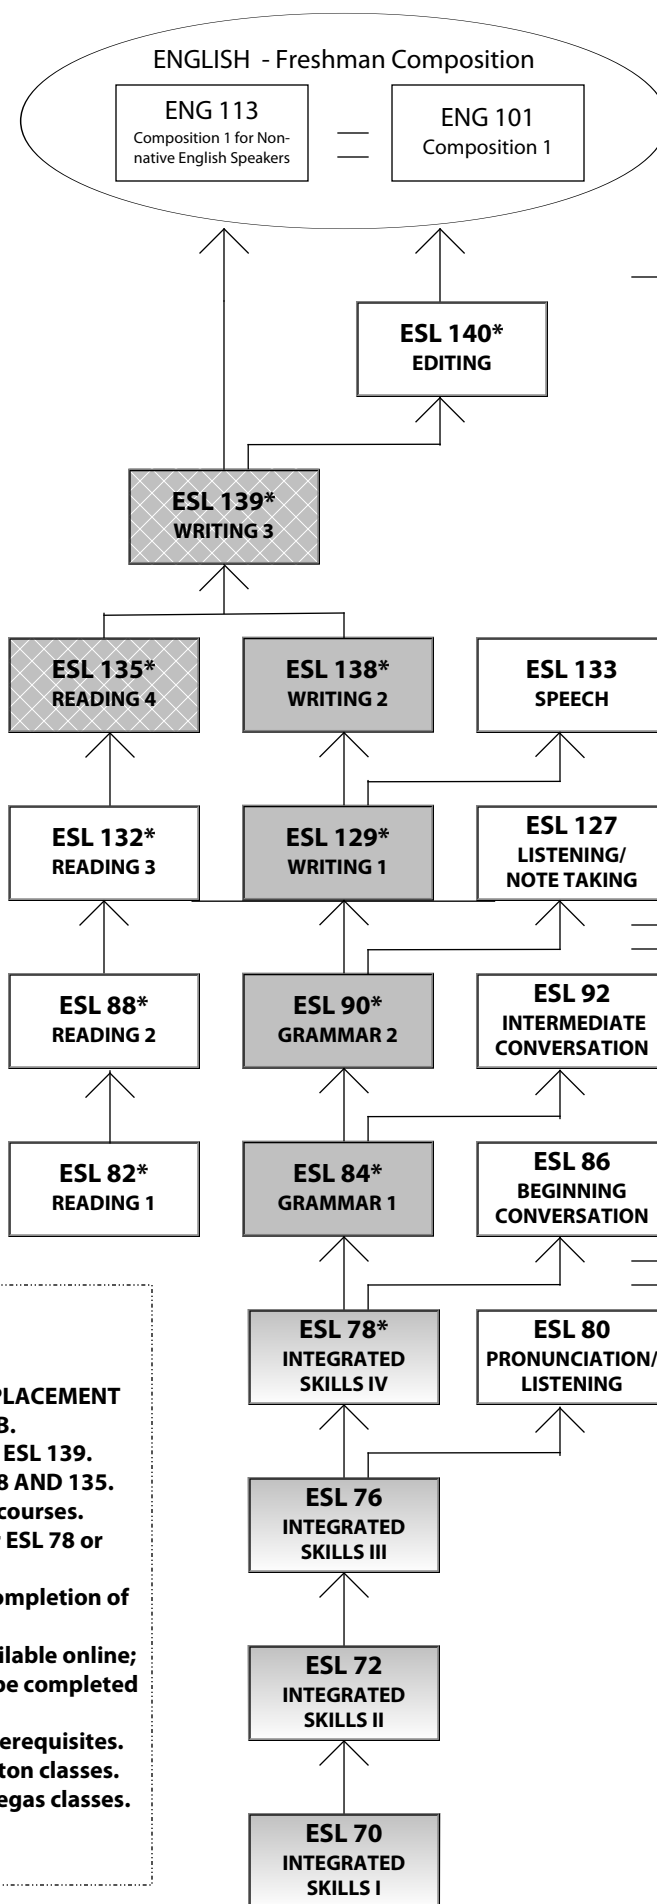 ENGLISH - Freshman Composition
ENG 113
Composition 1 for Non-
native English Speakers
ENG 101
Composition 1
ESL 140*
EDITING
ESL 139*
WRITING 3
ESL 135*
READING 4
ESL 138*
WRITING 2
ESL 133
SPEECH
ESL 132*
READING 3
ESL 129*
WRITING 1
ESL 127
LISTENING/
NOTE TAKING
ESL 88*
READING 2
ESL 90*
GRAMMAR 2
ESL 92
INTERMEDIATE
CONVERSATION
ESL 82*
READING 1
ESL 84*
GRAMMAR 1
ESL 86
BEGINNING
CONVERSATION
ESL 78*
INTEGRATED
SKILLS IV
ESL 80
PRONUNCIATION/
LISTENING
PLACEMENT
B.
ESL 139.
8 AND 135.
courses.
ESL 78 or
ompletion of
ilable online;
be completed
erequisites.
ton classes.
egas classes.
ESL 76
INTEGRATED
SKILLS III
ESL 72
INTEGRATED
SKILLS II
ESL 70
INTEGRATED
SKILLS I